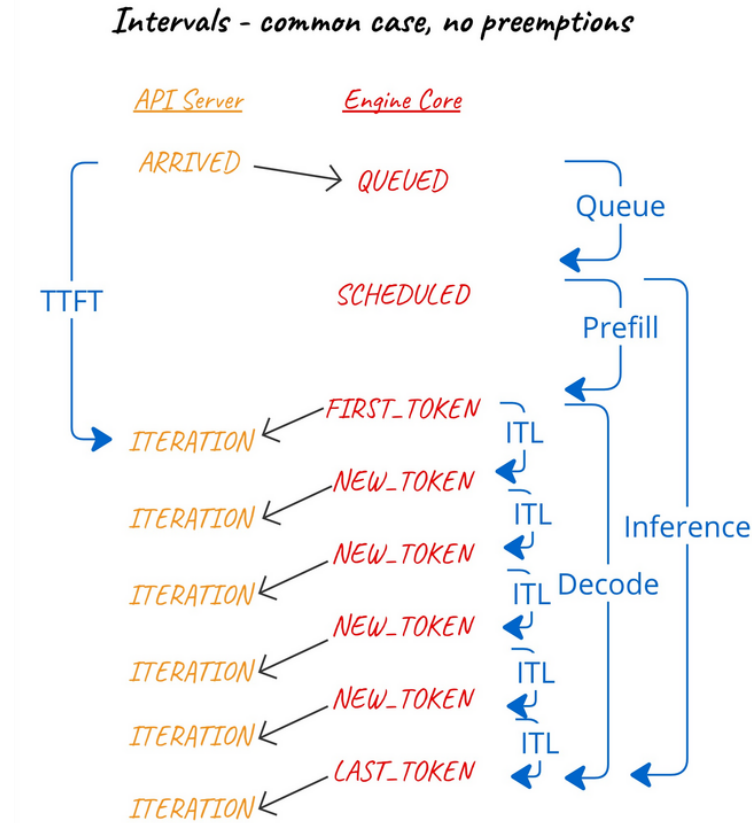 Intervals - common case, no preemptions
API Server
Engine Core
ARRIVED
QUEUED
Queue
SCHEDULED
TTFT
Prefill
FIRST_TOKEN
ITL
ITERATION
NEW_TOKEN
ITL
ITERATION
Inference
NEW_TOKEN
ITL
Decode
ITERATION
NEW_TOKEN
ITL
ITERATION
NEW_TOKEN
ITL
ITERATION
LAST_TOKEN
ITERATION